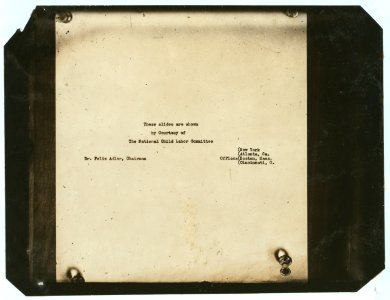 These slides are shown
by Courtesy of
The National Child Labor Committee
Dr. Felix Adler, Chairman
Offices(New York
(Atlanta, Ga.
(Boston, Mass.
(Cincinnati, O.